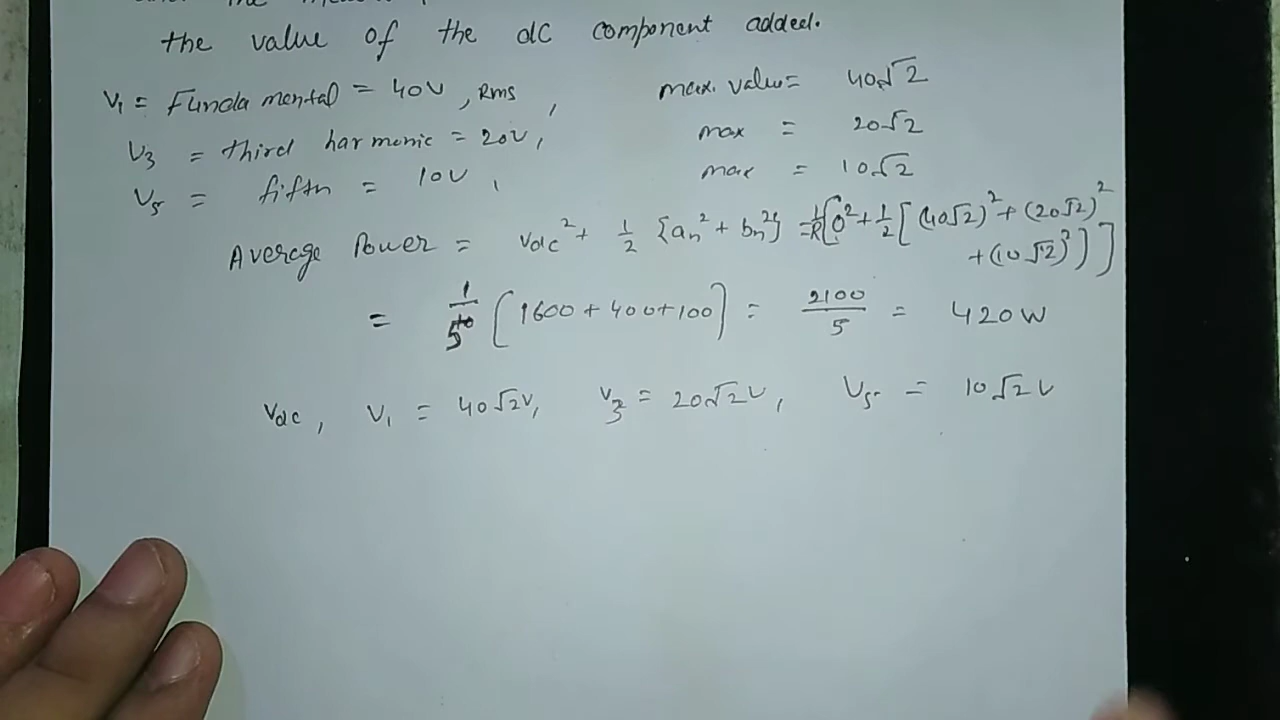 the value of the dc component added.
V₁ = Fundamental = 40V, RMS, max. value = 40√2
V₃ = third harmonic = 20V, max = 20√2
V₅ = fifth = 10V, max = 10√2
Average Power = Vdc² + 1/2 {an² + bn²} = 1/R [0² + 1/2 [(40√2)² + (20√2)²
+ (10√2)²)]]
= 1/5 [1600 + 400 + 100] = 2100/5 = 420W
Vdc, V₁ = 40√2V, V₃ = 20√2V, V₅ = 10√2V